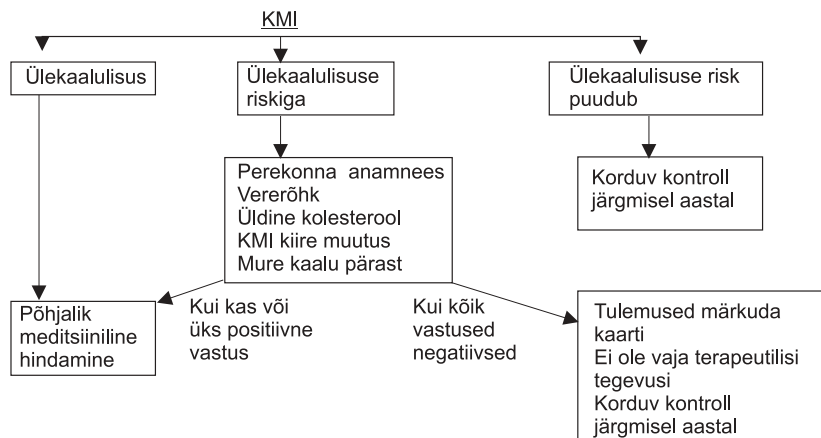 KMI
Ülekaalulisus
Ülekaalulisuse
riskiga
Ülekaalulisuse risk
puudub
Perekonna anamnees
Vererõhk
Üldine kolesterool
KMI kiire muutus
Mure kaalu pärast
Korduv kontroll
järgmisel aastal
Põhjalik
meditsiiniline
hindamine
Kui kas või
üks positiivne
vastus
Kui kõik
vastused
negatiivsed
Tulemused märkuda
kaarti
Ei ole vaja terapeutilisi
tegevusi
Korduv kontroll
järgmisel aastal